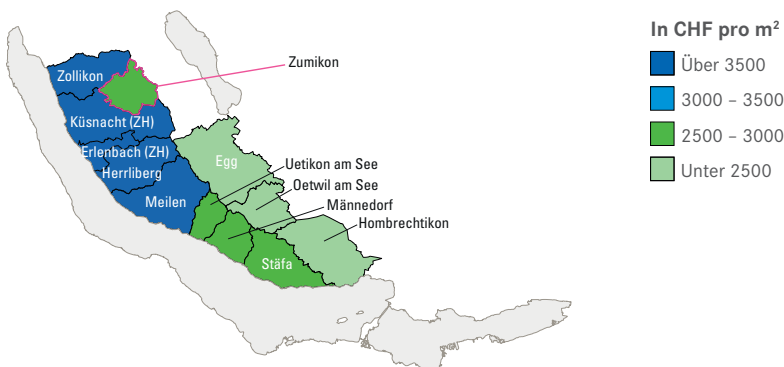 Zumikon
Zollikon
Küsnacht (ZH)
Erlenbach (ZH)
Herrliberg
Meilen
Egg
Uetikon am See
Oetwil am See
Männedorf
Hombrechtikon
Stäfa
In CHF pro m²
Über 3500
3000 – 3500
2500 – 3000
Unter 2500